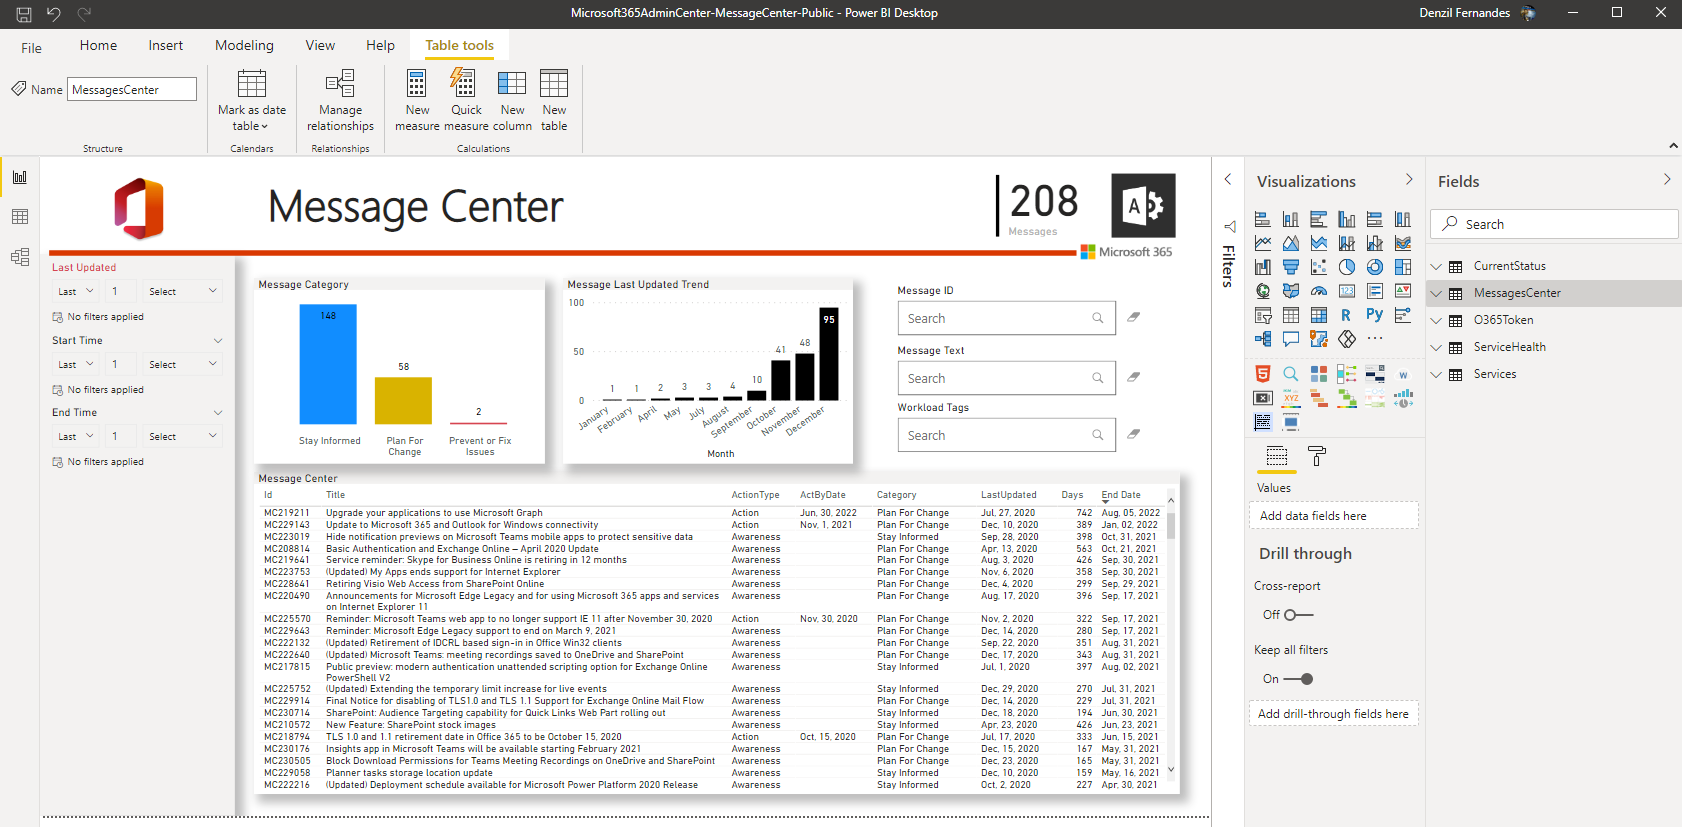 Microsoft365AdminCenter-MessageCenter-Public - Power BI Desktop
Denzil Fernandes
File Home Insert Modeling View Help Table tools
Name MessagesCenter
Mark as date table
Manage relationships
New measure
Quick measure
New column
New table
Structure Calendars Relationships Calculations
Message Center
208
Messages
A
Microsoft 365
Last Updated
Last 1 Select
No filters applied
Start Time
Last 1 Select
No filters applied
End Time
Last 1 Select
No filters applied
Message Category
148
58
2
Stay Informed
Plan For Change
Prevent or Fix Issues
Message Last Updated Trend
100
50
0
1 1 2 3 3 4 10 41 48 95
January February April May July August September October November December
Month
Message ID
Search
Message Text
Search
Workload Tags
Search
Message Center
Id Title ActionType ActByDate Category LastUpdated Days End Date
MC219211 Upgrade your applications to use Microsoft Graph Action Jun, 30, 2022 Plan For Change Jul, 27, 2020 742 Aug, 05, 2022
MC229143 Update to Microsoft 365 and Outlook for Windows connectivity Action Nov, 1, 2021 Plan For Change Dec, 10, 2020 389 Jan, 02, 2022
MC223019 Hide notification previews on Microsoft Teams mobile apps to protect sensitive data Awareness Stay Informed Sep, 28, 2020 398 Oct, 31, 2021
MC208814 Basic Authentication and Exchange Online – April 2020 Update Awareness Plan For Change Apr, 13, 2020 563 Oct, 21, 2021
MC219641 Service reminder: Skype for Business Online is retiring in 12 months Awareness Plan For Change Aug, 3, 2020 426 Sep, 30, 2021
MC223753 (Updated) My Apps ends support for Internet Explorer Awareness Plan For Change Nov, 6, 2020 358 Sep, 30, 2021
MC228641 Retiring Visio Web Access from SharePoint Online Awareness Plan For Change Dec, 4, 2020 299 Sep, 29, 2021
MC220490 Announcements for Microsoft Edge Legacy and for using Microsoft 365 apps and services Awareness Plan For Change Aug, 17, 2020 396 Sep, 17, 2021
on Internet Explorer 11
MC225570 Reminder: Microsoft Teams web app to no longer support IE 11 after November 30, 2020 Action Nov, 30, 2020 Plan For Change Nov, 2, 2020 322 Sep, 17, 2021
MC229643 Reminder: Microsoft Edge Legacy support to end on March 9, 2021 Awareness Plan For Change Dec, 14, 2020 280 Sep, 17, 2021
MC222132 (Updated) Retirement of IDCRL based sign-in in Office Win32 clients Awareness Plan For Change Sep, 22, 2020 351 Aug, 31, 2021
MC222640 (Updated) Microsoft Teams: meeting recordings saved to OneDrive and SharePoint Awareness Plan For Change Dec, 17, 2020 343 Aug, 31, 2021
MC217815 Public preview: modern authentication unattended scripting option for Exchange Online Awareness Stay Informed Jul, 1, 2020 397 Aug, 02, 2021
PowerShell V2
MC225752 (Updated) Extending the temporary limit increase for live events Awareness Stay Informed Dec, 29, 2020 270 Jul, 31, 2021
MC229914 Final Notice for disabling of TLS1.0 and TLS 1.1 Support for Exchange Online Mail Flow Awareness Plan For Change Dec, 14, 2020 229 Jul, 31, 2021
MC230714 SharePoint: Audience Targeting capability for Quick Links Web Part rolling out Awareness Stay Informed Dec, 18, 2020 194 Jun, 30, 2021
MC210572 New Feature: SharePoint stock images Awareness Stay Informed Apr, 23, 2020 426 Jun, 23, 2021
MC218794 TLS 1.0 and 1.1 retirement date in Office 365 to be October 15, 2020 Action Oct, 15, 2020 Plan For Change Jul, 17, 2020 333 Jun, 15, 2021
MC230176 Insights app in Microsoft Teams will be available starting February 2021 Awareness Plan For Change Dec, 15, 2020 167 May, 31, 2021
MC230505 Block Download Permissions for Teams Meeting Recordings on OneDrive and SharePoint Awareness Plan For Change Dec, 23, 2020 165 May, 31, 2021
MC229058 Planner tasks storage location update Awareness Stay Informed Dec, 10, 2020 159 May, 16, 2021
MC222216 (Updated) Deployment schedule available for Microsoft Power Platform 2020 Release Awareness Stay Informed Oct, 2, 2020 227 Apr, 30, 2021
Filters
Visualizations
123
R Py
5
W
XYZ
Values
Add data fields here
Drill through
Cross-report
Off
Keep all filters
On
Add drill-through fields here
Fields
Search
CurrentStatus
MessagesCenter
O365Token
ServiceHealth
Services